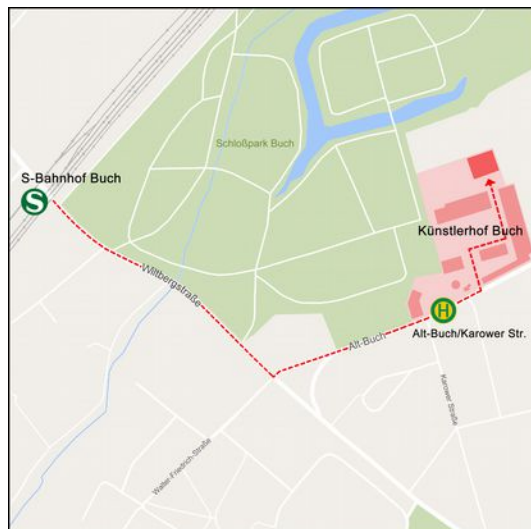 Schloßpark Buch
S-Bahnhof Buch
S
Künstlerhof Buch
Wiltbergstraße
H
Alt-Buch/Karower Str.
Alt-Buch
Karower Straße
Walter-Friedrich-Straße